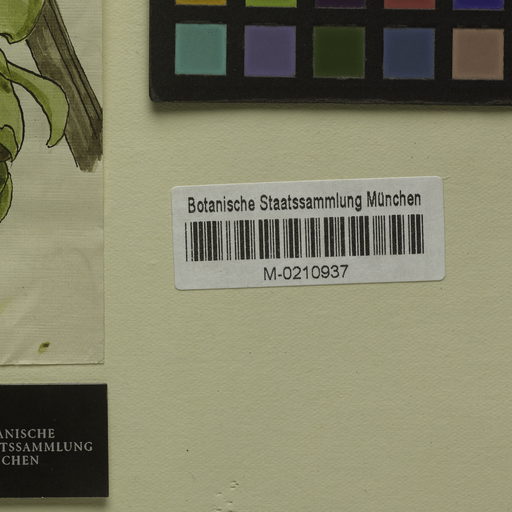 Botanische Staatssammlung München
M-0210937
ANISCHE
TSSAMMLUNG
CHEN